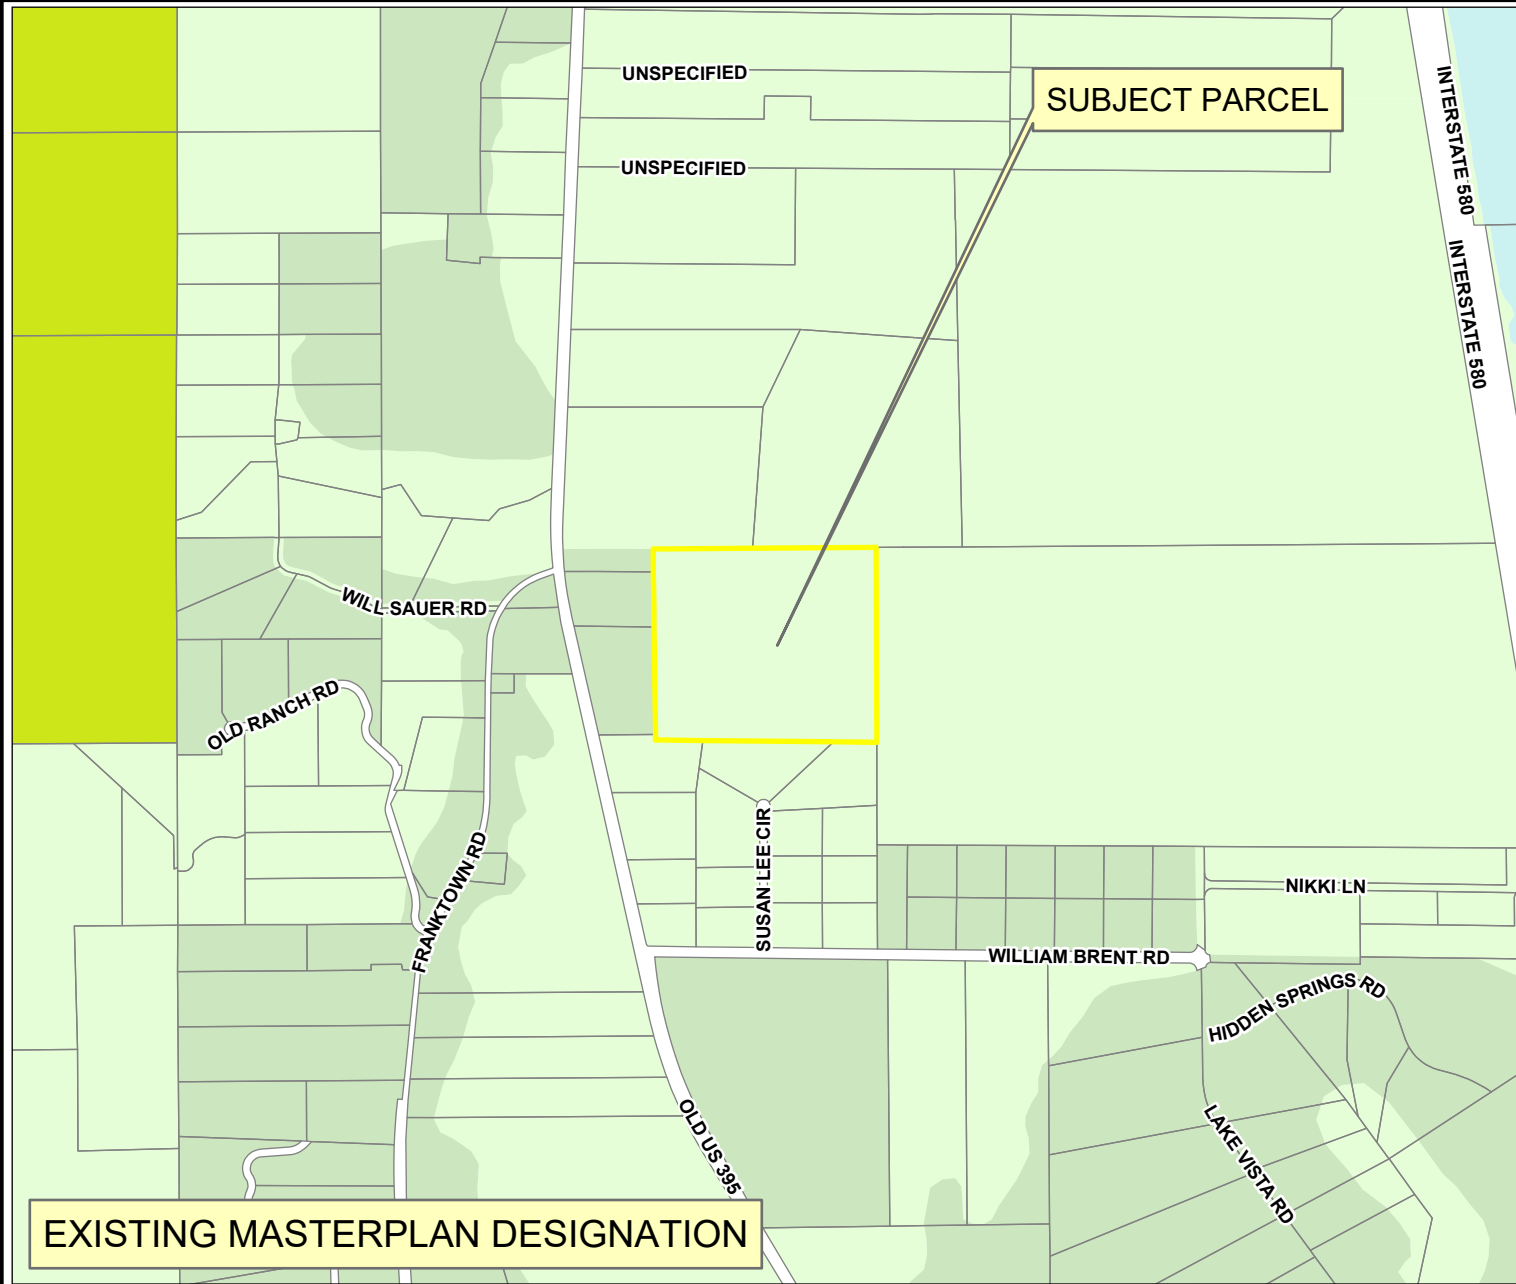 UNSPECIFIED
SUBJECT PARCEL
INTERSTATE 580
UNSPECIFIED
INTERSTATE 580
WILL SAUER RD
OLD RANCH RD
SUSAN LEE CIR
FRANKTOWN RD
NIKKI LN
WILLIAM BRENT RD
HIDDEN SPRINGS RD
OLD US 395
LAKE VISTA RD
EXISTING MASTERPLAN DESIGNATION